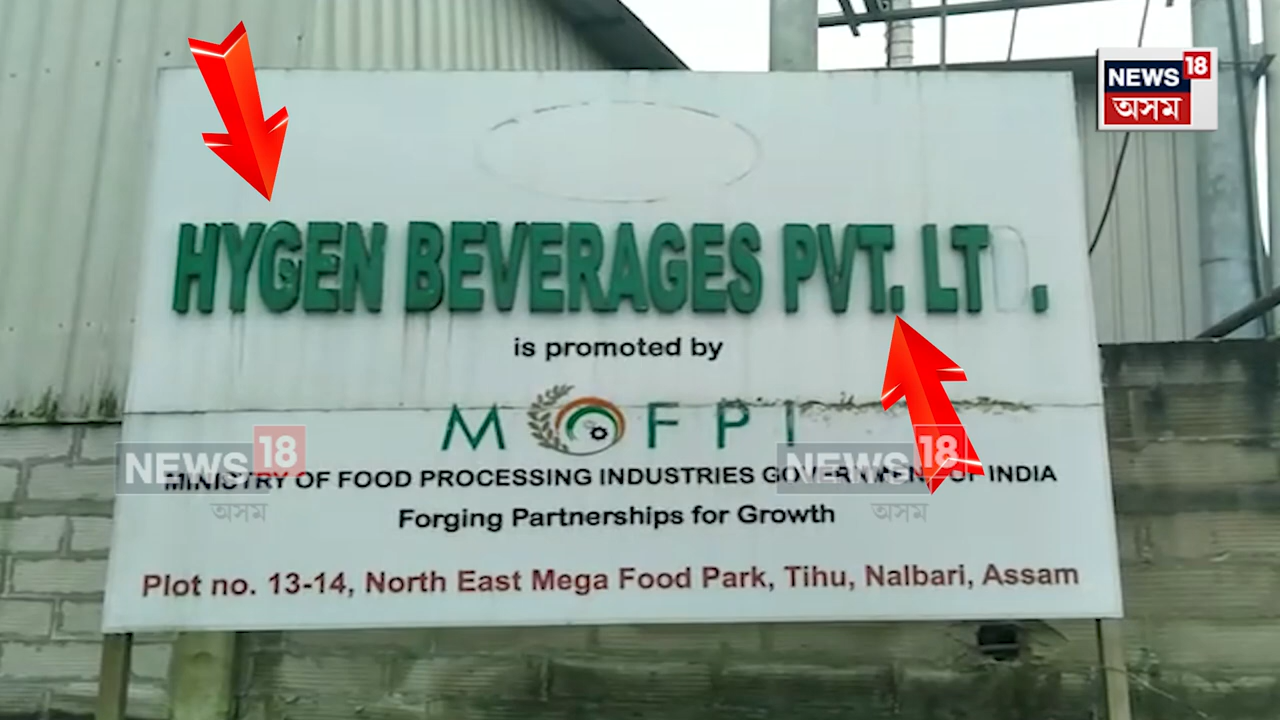 NEWS 18
অসম
HYGEN BEVERAGES PVT. LT .
is promoted by
M FPI
NEWS 18
অসম
NEWS 18
অসম
MINISTRY OF FOOD PROCESSING INDUSTRIES GOVERNMENT OF INDIA
Forging Partnerships for Growth
Plot no. 13-14, North East Mega Food Park, Tihu, Nalbari, Assam